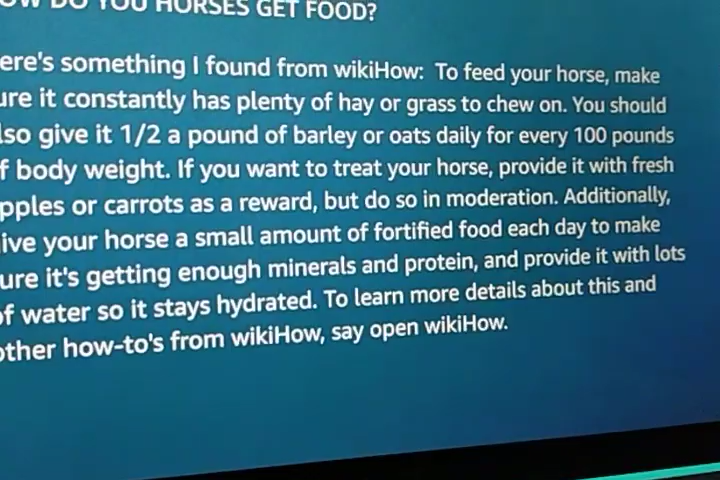 OW DO YOU HORSES GET FOOD?
ere's something I found from wikiHow: To feed your horse, make
ure it constantly has plenty of hay or grass to chew on. You should
lso give it 1/2 a pound of barley or oats daily for every 100 pounds
f body weight. If you want to treat your horse, provide it with fresh
pples or carrots as a reward, but do so in moderation. Additionally,
ive your horse a small amount of fortified food each day to make
ure it's getting enough minerals and protein, and provide it with lots
of water so it stays hydrated. To learn more details about this and
other how-to's from wikiHow, say open wikiHow.